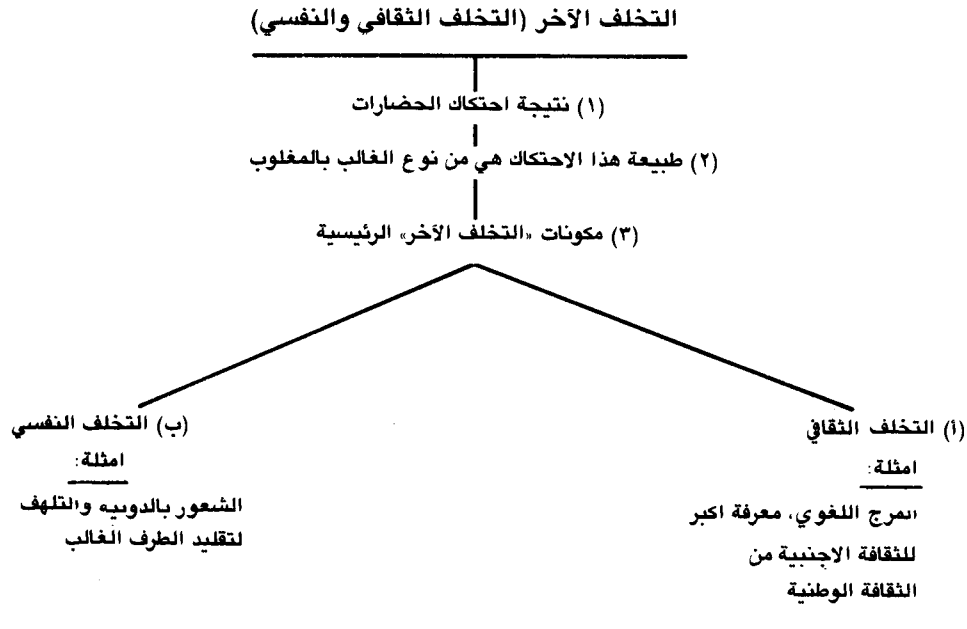 التخلف الآخر (التخلف الثقافي والنفسي)
(١) نتيجة احتكاك الحضارات
(٢) طبيعة هذا الاحتكاك هي من نوع الغالب بالمغلوب
(٣) مكونات «التخلف الآخر» الرئيسية
(أ) التخلف الثقافي
امثلة:
المزج اللغوي، معرفة اكبر
للثقافة الاجنبية من
الثقافة الوطنية
(ب) التخلف النفسي
امثلة:
الشعور بالدونية والتلهف
لتقليد الطرف الغالب